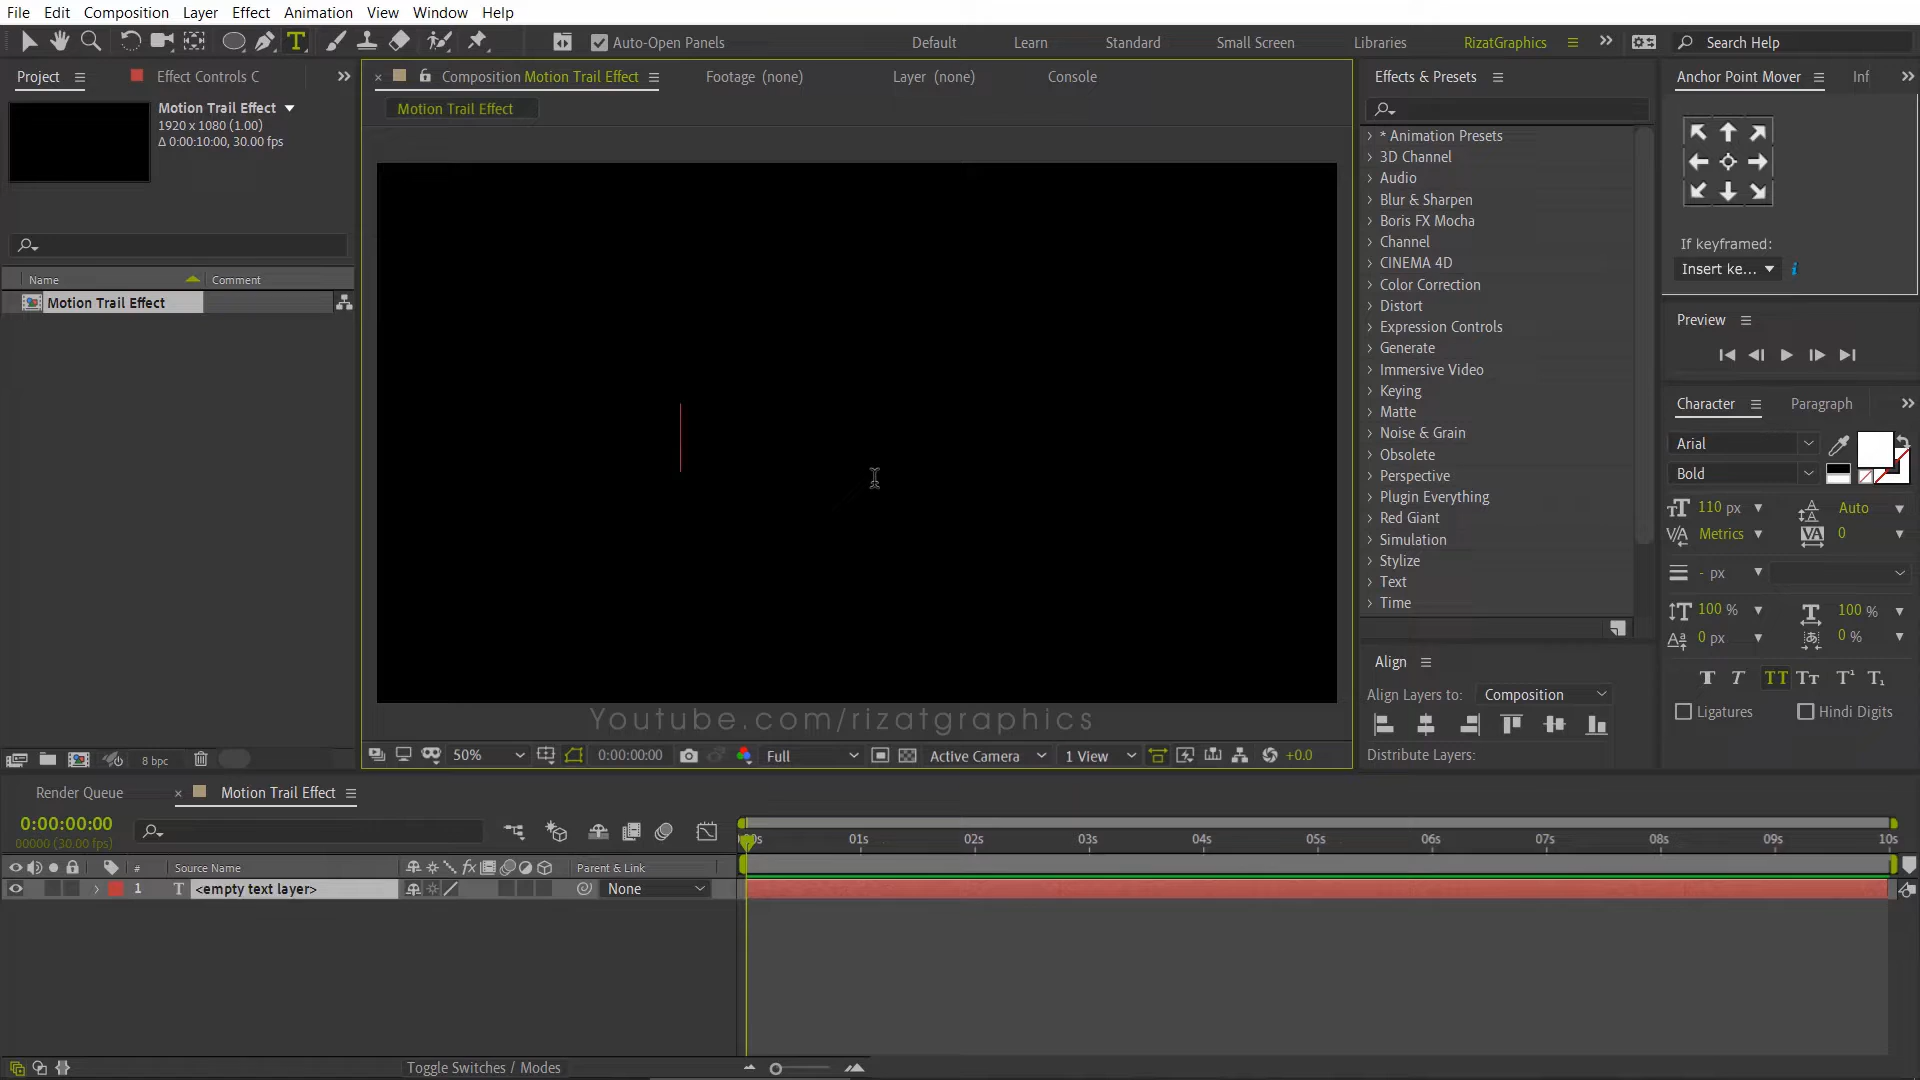 File Edit Composition Layer Effect Animation View Window Help
Auto-Open Panels
Default Learn Standard Small Screen Libraries RizatGraphics
Search Help
Project
Effect Controls C
Motion Trail Effect
1920 x 1080 (1.00)
Δ 0:00:10:00, 30.00 fps
Name Comment
Motion Trail Effect
8 bpc
Composition Motion Trail Effect
Footage (none)
Layer (none)
Console
Motion Trail Effect
Youtube.com/rizatgraphics
50%
0:00:00:00
Full
Active Camera
1 View
+0.0
Effects & Presets
* Animation Presets
3D Channel
Audio
Blur & Sharpen
Boris FX Mocha
Channel
CINEMA 4D
Color Correction
Distort
Expression Controls
Generate
Immersive Video
Keying
Matte
Noise & Grain
Obsolete
Perspective
Plugin Everything
Red Giant
Simulation
Stylize
Text
Time
Align
Align Layers to: Composition
Distribute Layers:
Anchor Point Mover
Inf
If keyframed:
Insert ke...
Preview
Character
Paragraph
Arial
Bold
110 px Auto
Metrics 0
- px
100 % 100 %
0 px 0 %
Ligatures
Hindi Digits
Render Queue
Motion Trail Effect
0:00:00:00
00000 (30.00 fps)
01s 02s 03s 04s 05s 06s 07s 08s 09s 10s
# Source Name Parent & Link
1 T <empty text layer> None
Toggle Switches / Modes